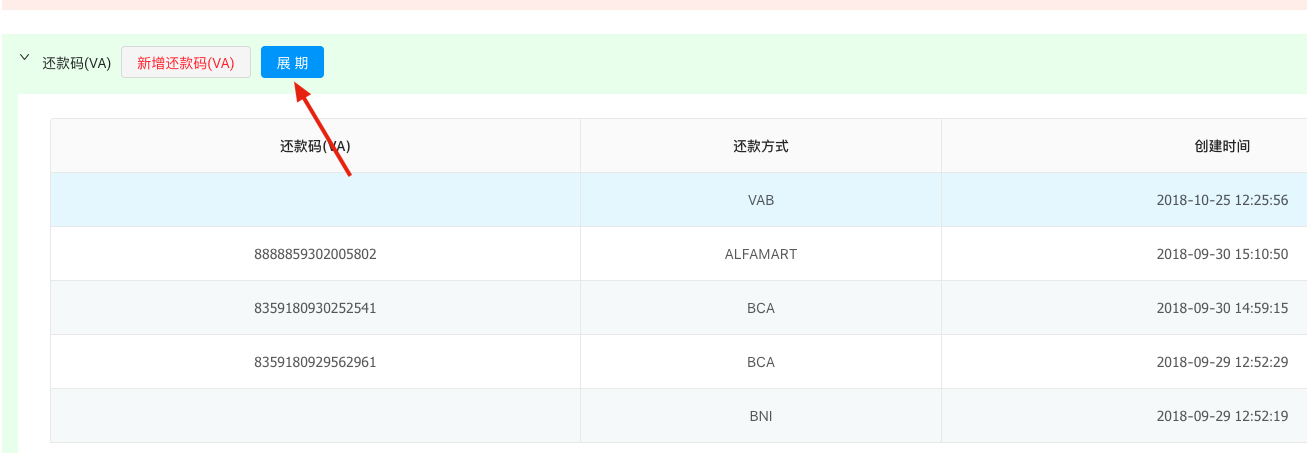 还款码(VA) 新增还款码(VA) 展 期
还款码(VA) 还款方式 创建时间
VAB 2018-10-25 12:25:56
8888859302005802 ALFAMART 2018-09-30 15:10:50
8359180930252541 BCA 2018-09-30 14:59:15
8359180929562961 BCA 2018-09-29 12:52:29
BNI 2018-09-29 12:52:19